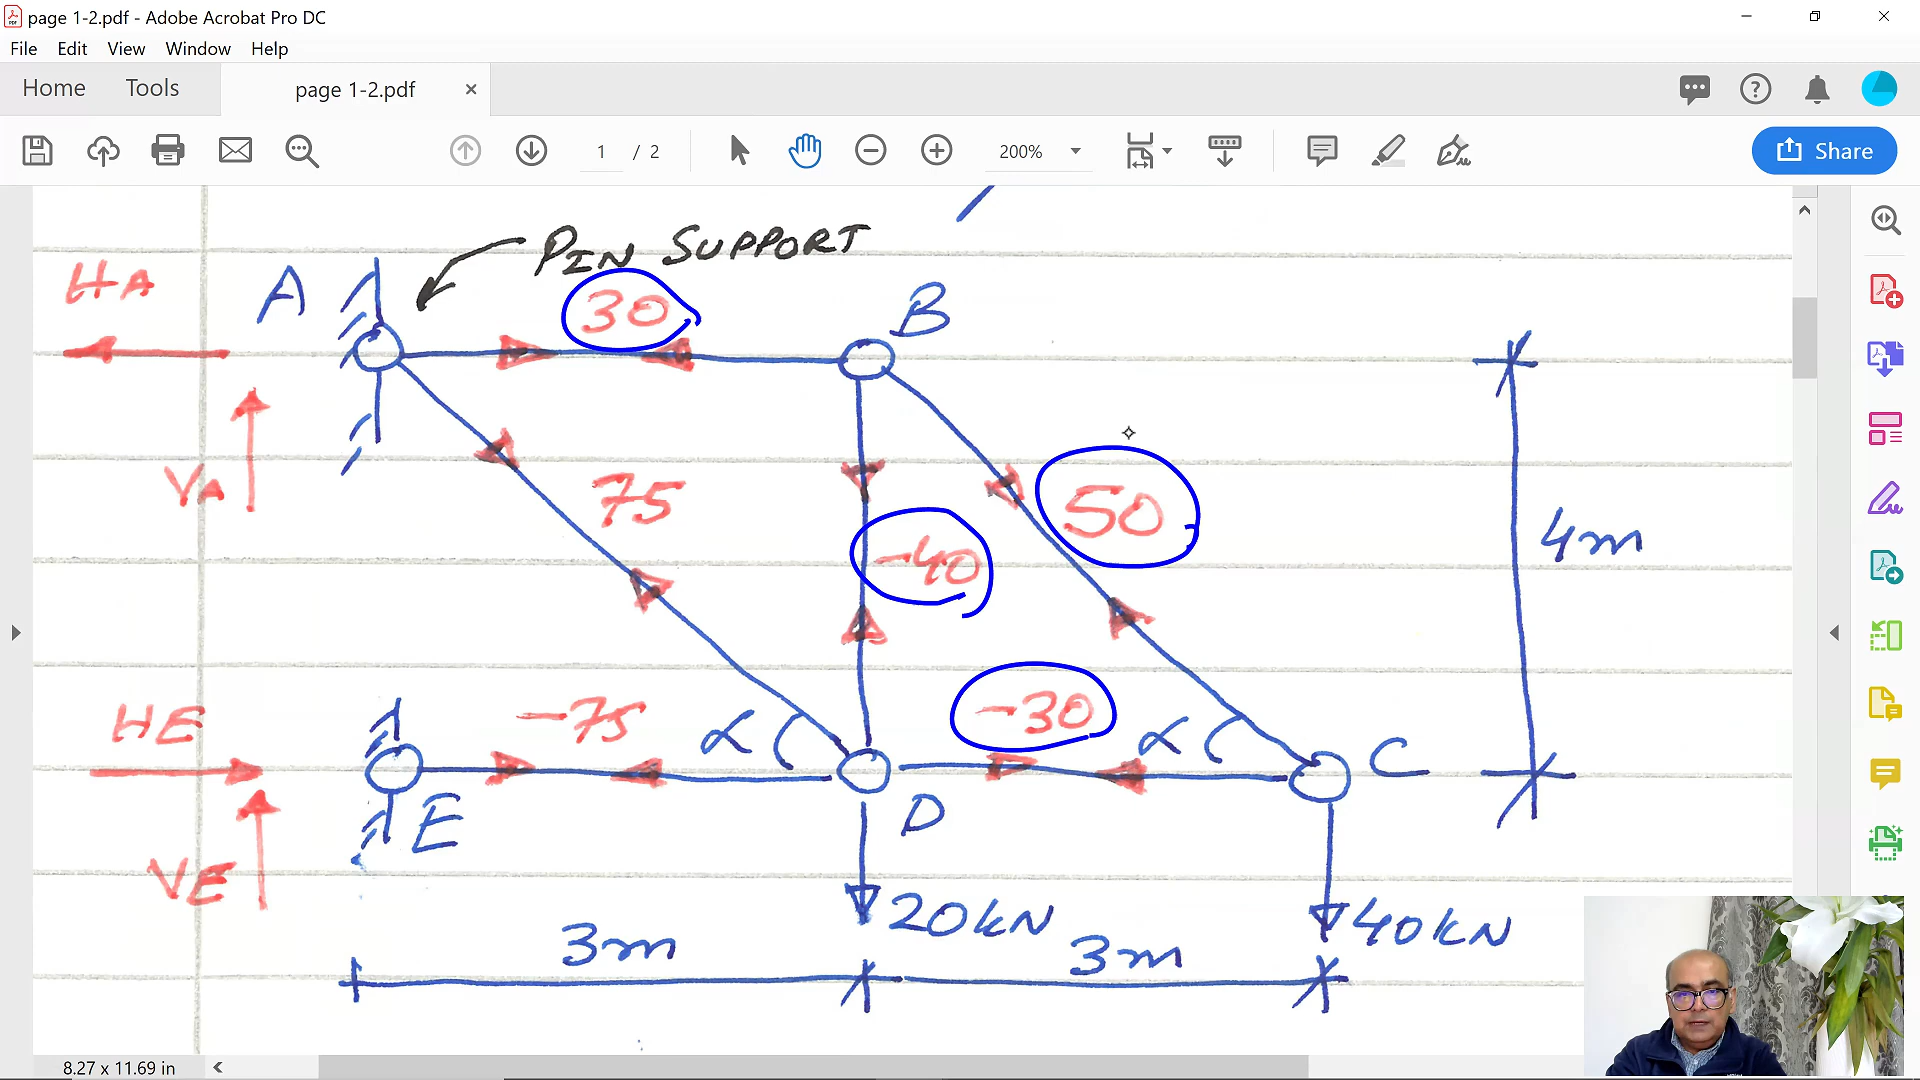 page 1-2.pdf - Adobe Acrobat Pro DC
File Edit View Window Help
Home Tools page 1-2.pdf
1 / 2 200% Share
PIN SUPPORT
HA A 30 B
VA 75 -40 50 4m
HE -75 α -30 α C
E D
VE 20kN 40kN
3m 3m
8.27 x 11.69 in